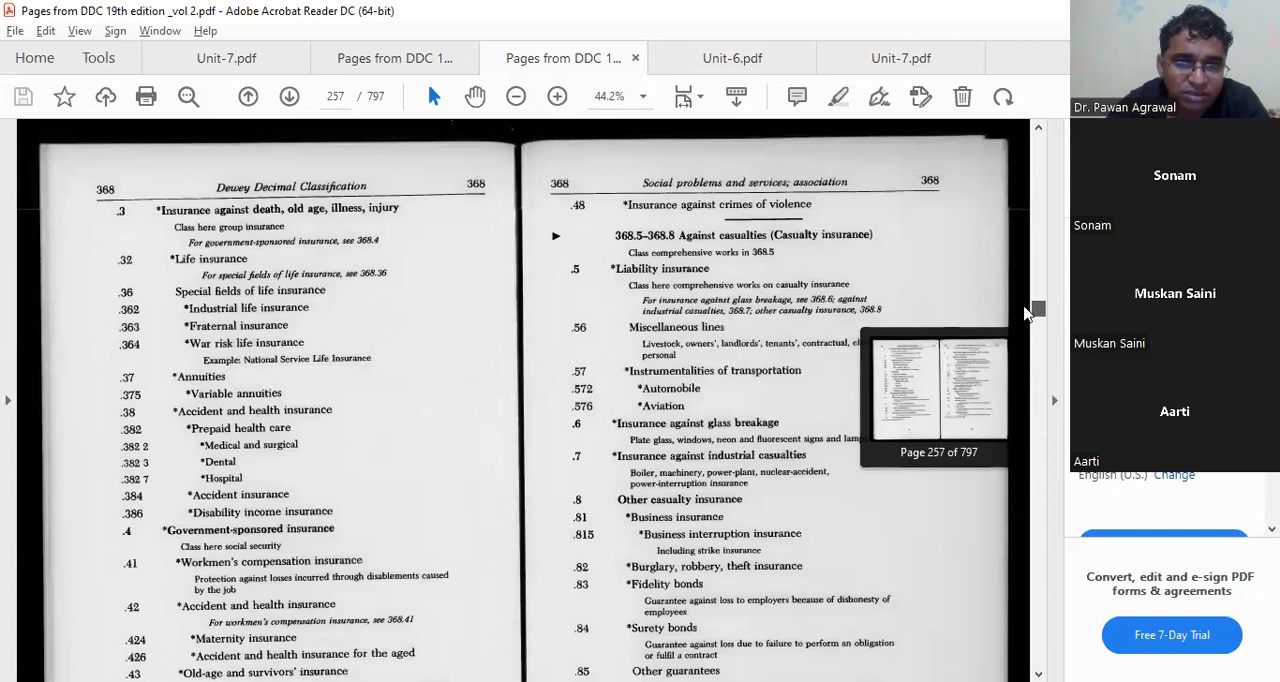 Pages from DDC 19th edition _vol 2.pdf - Adobe Acrobat Reader DC (64-bit)
File Edit View Sign Window Help
Home Tools Unit-7.pdf Pages from DDC 1... Pages from DDC 1... × Unit-6.pdf Unit-7.pdf
257 / 797 44.2%
368 Dewey Decimal Classification 368
.3 *Insurance against death, old age, illness, injury
Class here group insurance
For government-sponsored insurance, see 368.4
.32 *Life insurance
For special fields of life insurance, see 368.36
.36 Special fields of life insurance
.362 *Industrial life insurance
.363 *Fraternal insurance
.364 *War risk life insurance
Example: National Service Life Insurance
.37 *Annuities
.375 *Variable annuities
.38 *Accident and health insurance
.382 *Prepaid health care
.382 2 *Medical and surgical
.382 3 *Dental
.382 7 *Hospital
.384 *Accident insurance
.386 *Disability income insurance
.4 *Government-sponsored insurance
Class here social security
.41 *Workmen's compensation insurance
Protection against losses incurred through disablements caused
by the job
.42 *Accident and health insurance
For workmen's compensation insurance, see 368.41
.424 *Maternity insurance
.426 *Accident and health insurance for the aged
.43 *Old-age and survivors' insurance
368 Social problems and services; association 368
.48 *Insurance against crimes of violence
368.5–368.8 Against casualties (Casualty insurance)
Class comprehensive works in 368.5
.5 *Liability insurance
Class here comprehensive works on casualty insurance
For insurance against glass breakage, see 368.6; against
industrial casualties, 368.7; other casualty insurance, 368.8
.56 Miscellaneous lines
Livestock, owners', landlords', tenants', contractual,
personal
.57 *Instrumentalities of transportation
.572 *Automobile
.576 *Aviation
.6 *Insurance against glass breakage
Plate glass, windows, neon and fluorescent signs and lamp
.7 *Insurance against industrial casualties
Boiler, machinery, power-plant, nuclear-accident,
power-interruption insurance
.8 Other casualty insurance
.81 *Business insurance
.815 *Business interruption insurance
Including strike insurance
.82 *Burglary, robbery, theft insurance
.83 *Fidelity bonds
Guarantee against loss to employers because of dishonesty of
employees
.84 *Surety bonds
Guarantee against loss due to failure to perform an obligation
or fulfil a contract
.85 Other guarantees
Page 257 of 797
Dr. Pawan Agrawal
Sonam
Sonam
Muskan Saini
Muskan Saini
Aarti
Aarti
English (U.S.) Change
Convert, edit and e-sign PDF
forms & agreements
Free 7-Day Trial